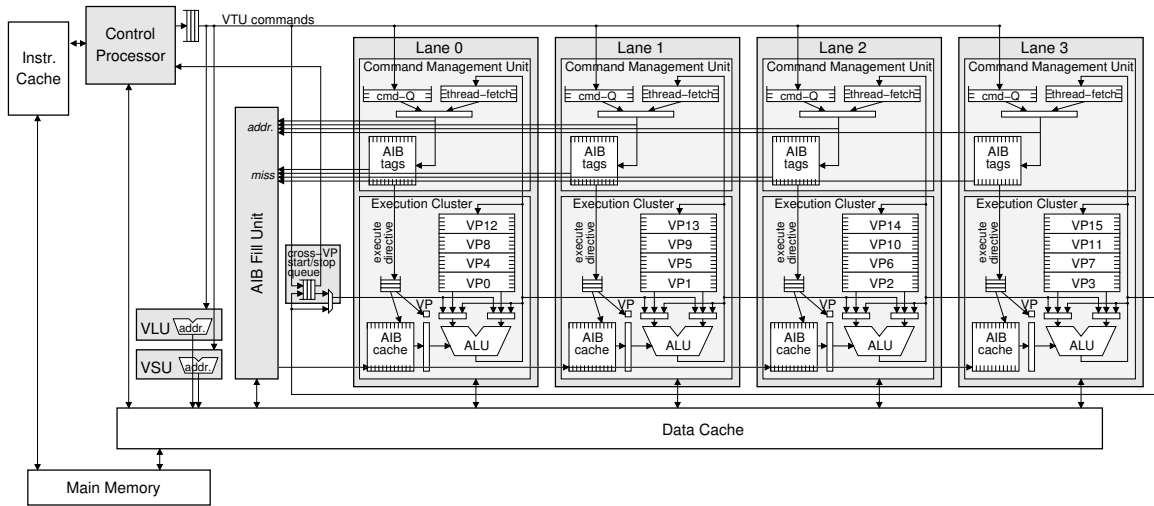 Instr.
Cache
Control
Processor
VTU commands
Lane 0
Command Management Unit
cmd-Q
thread-fetch
AIB
tags
Execution Cluster
execute
directive
VP12
VP8
VP4
VP0
VP
AIB
cache
ALU
Lane 1
Command Management Unit
cmd-Q
thread-fetch
AIB
tags
Execution Cluster
execute
directive
VP13
VP9
VP5
VP1
VP
AIB
cache
ALU
Lane 2
Command Management Unit
cmd-Q
thread-fetch
AIB
tags
Execution Cluster
execute
directive
VP14
VP10
VP6
VP2
VP
AIB
cache
ALU
Lane 3
Command Management Unit
cmd-Q
thread-fetch
AIB
tags
Execution Cluster
execute
directive
VP15
VP11
VP7
VP3
VP
AIB
cache
ALU
addr.
miss
AIB Fill Unit
cross-VP
start/stop
queue
VLU
addr.
VSU
addr.
Data Cache
Main Memory